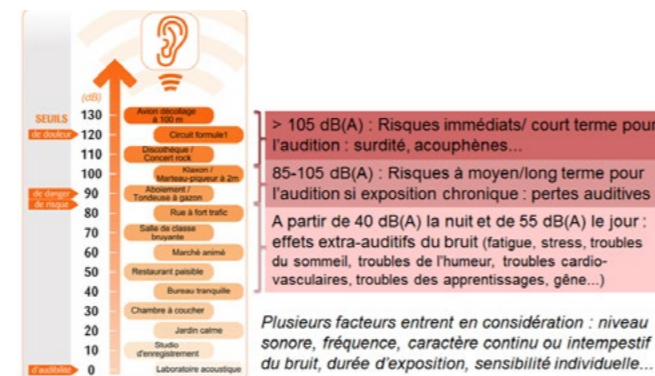 (dB)
SEUILS
130
Avion décollage
à 100 m
de douleur
120
Circuit formule1
110
Discothèque /
Concert rock
100
Klaxon /
Marteau-piqueur à 2m
de danger
90
Aboiement /
Tondeuse à gazon
de risque
80
Rue à fort trafic
70
Salle de classe
bruyante
60
Marché animé
50
Restaurant paisible
40
Bureau tranquille
30
Chambre à coucher
20
Jardin calme
10
Studio
d'enregistrement
d'audibilité
0
Laboratoire acoustique
> 105 dB(A) : Risques immédiats/ court terme pour
l'audition : surdité, acouphènes...
85-105 dB(A) : Risques à moyen/long terme pour
l'audition si exposition chronique : pertes auditives
A partir de 40 dB(A) la nuit et de 55 dB(A) le jour :
effets extra-auditifs du bruit (fatigue, stress, troubles
du sommeil, troubles de l'humeur, troubles cardio-
vasculaires, troubles des apprentissages, gêne...)
Plusieurs facteurs entrent en considération : niveau
sonore, fréquence, caractère continu ou intempestif
du bruit, durée d'exposition, sensibilité individuelle...